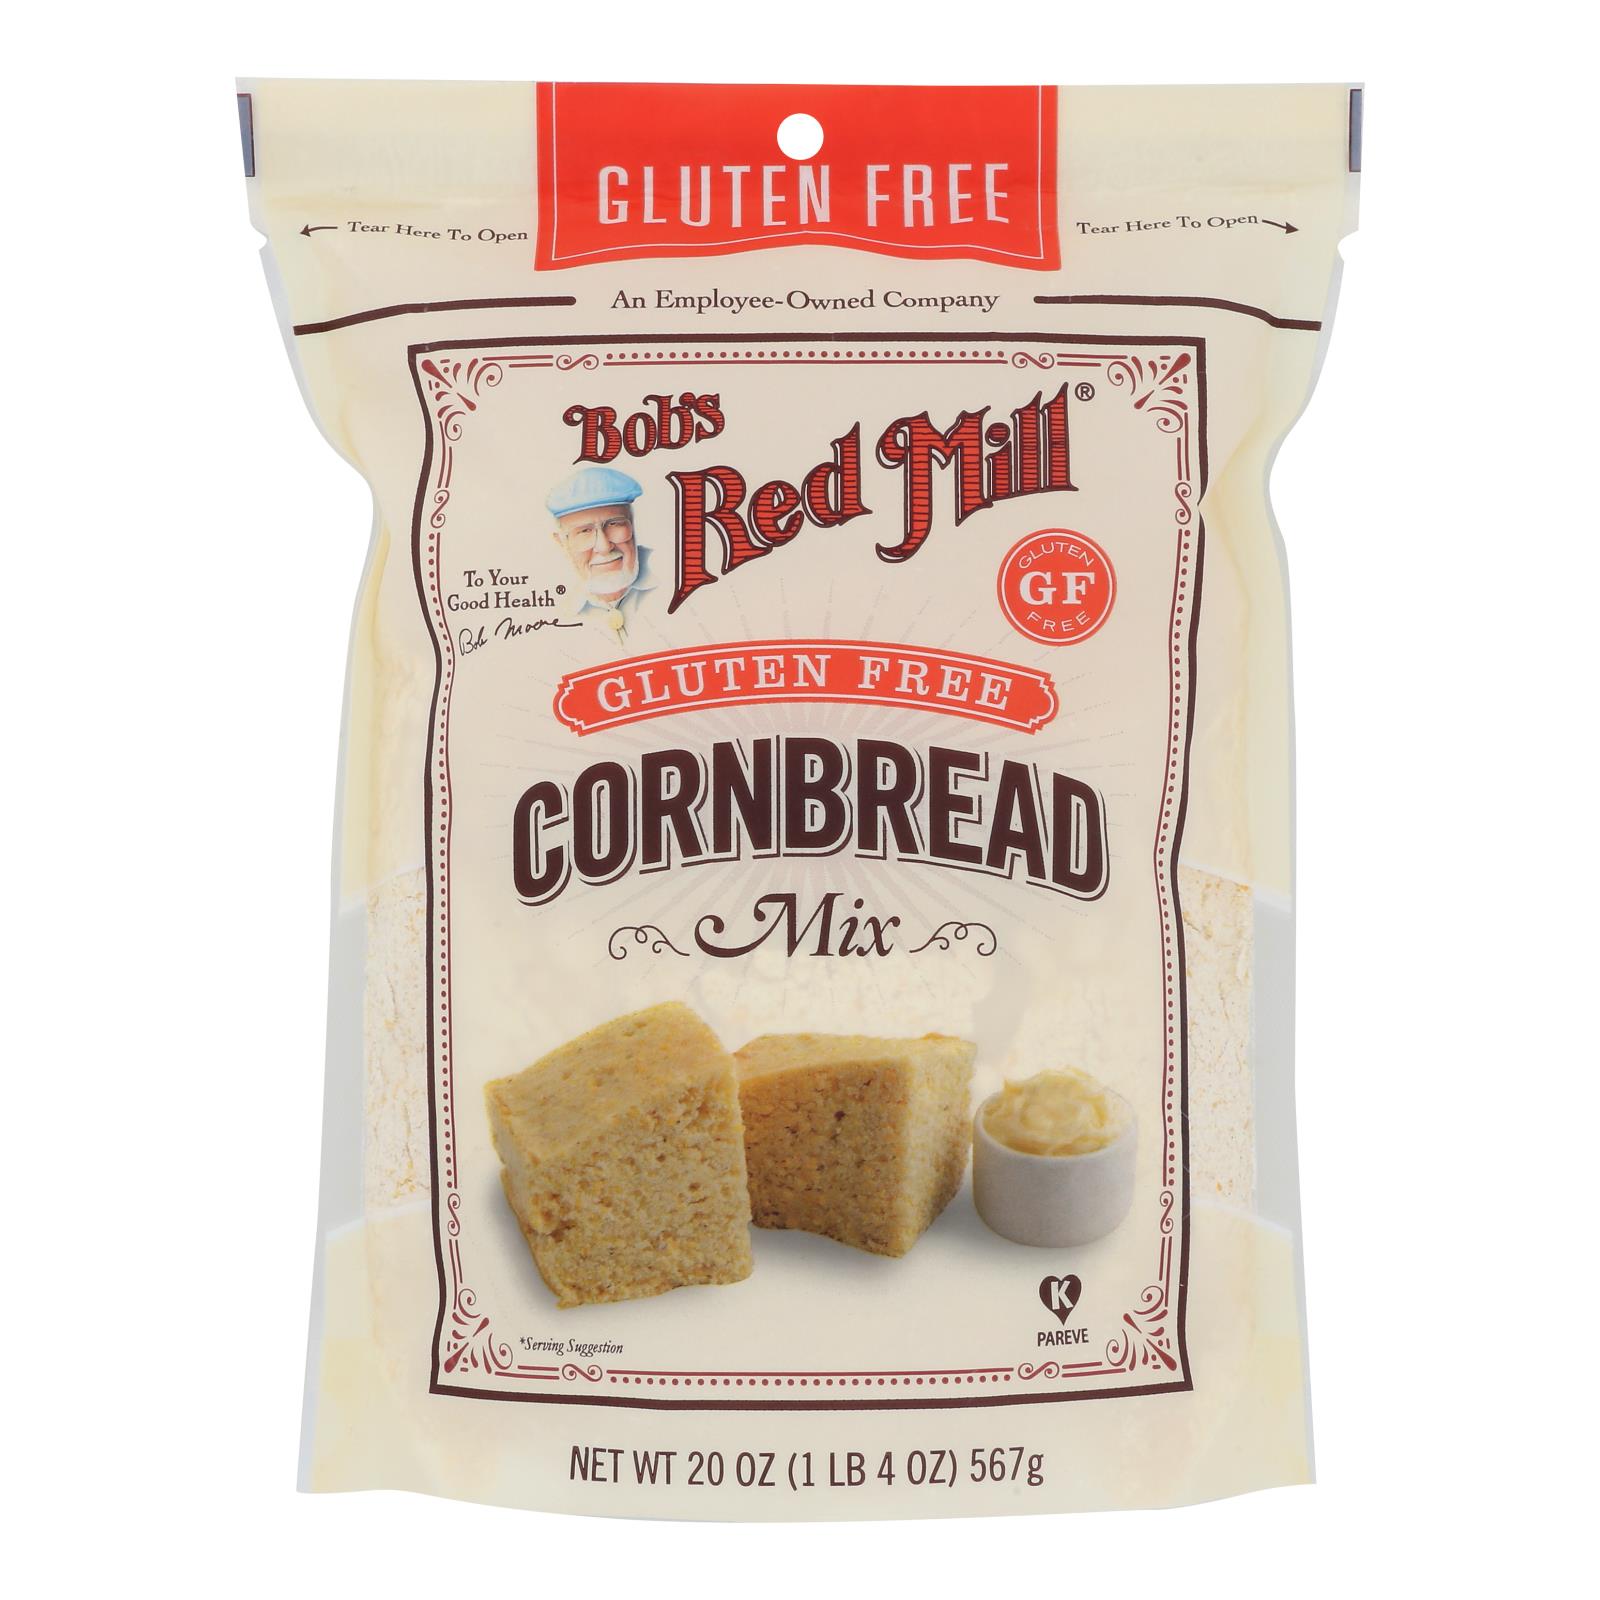 GLUTEN FREE
Tear Here To Open
Tear Here To Open
An Employee-Owned Company
Bob's
Red Mill®
To Your
Good Health®
Bob Moore
GLUTEN
GF
FREE
GLUTEN FREE
CORNBREAD
Mix
K
PAREVE
*Serving Suggestion
NET WT 20 OZ (1 LB 4 OZ) 567g